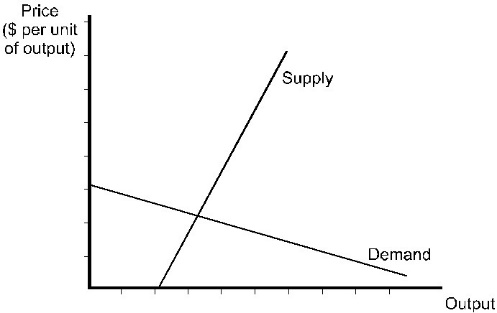 Price
($ per unit
of output)
Supply
Demand
Output